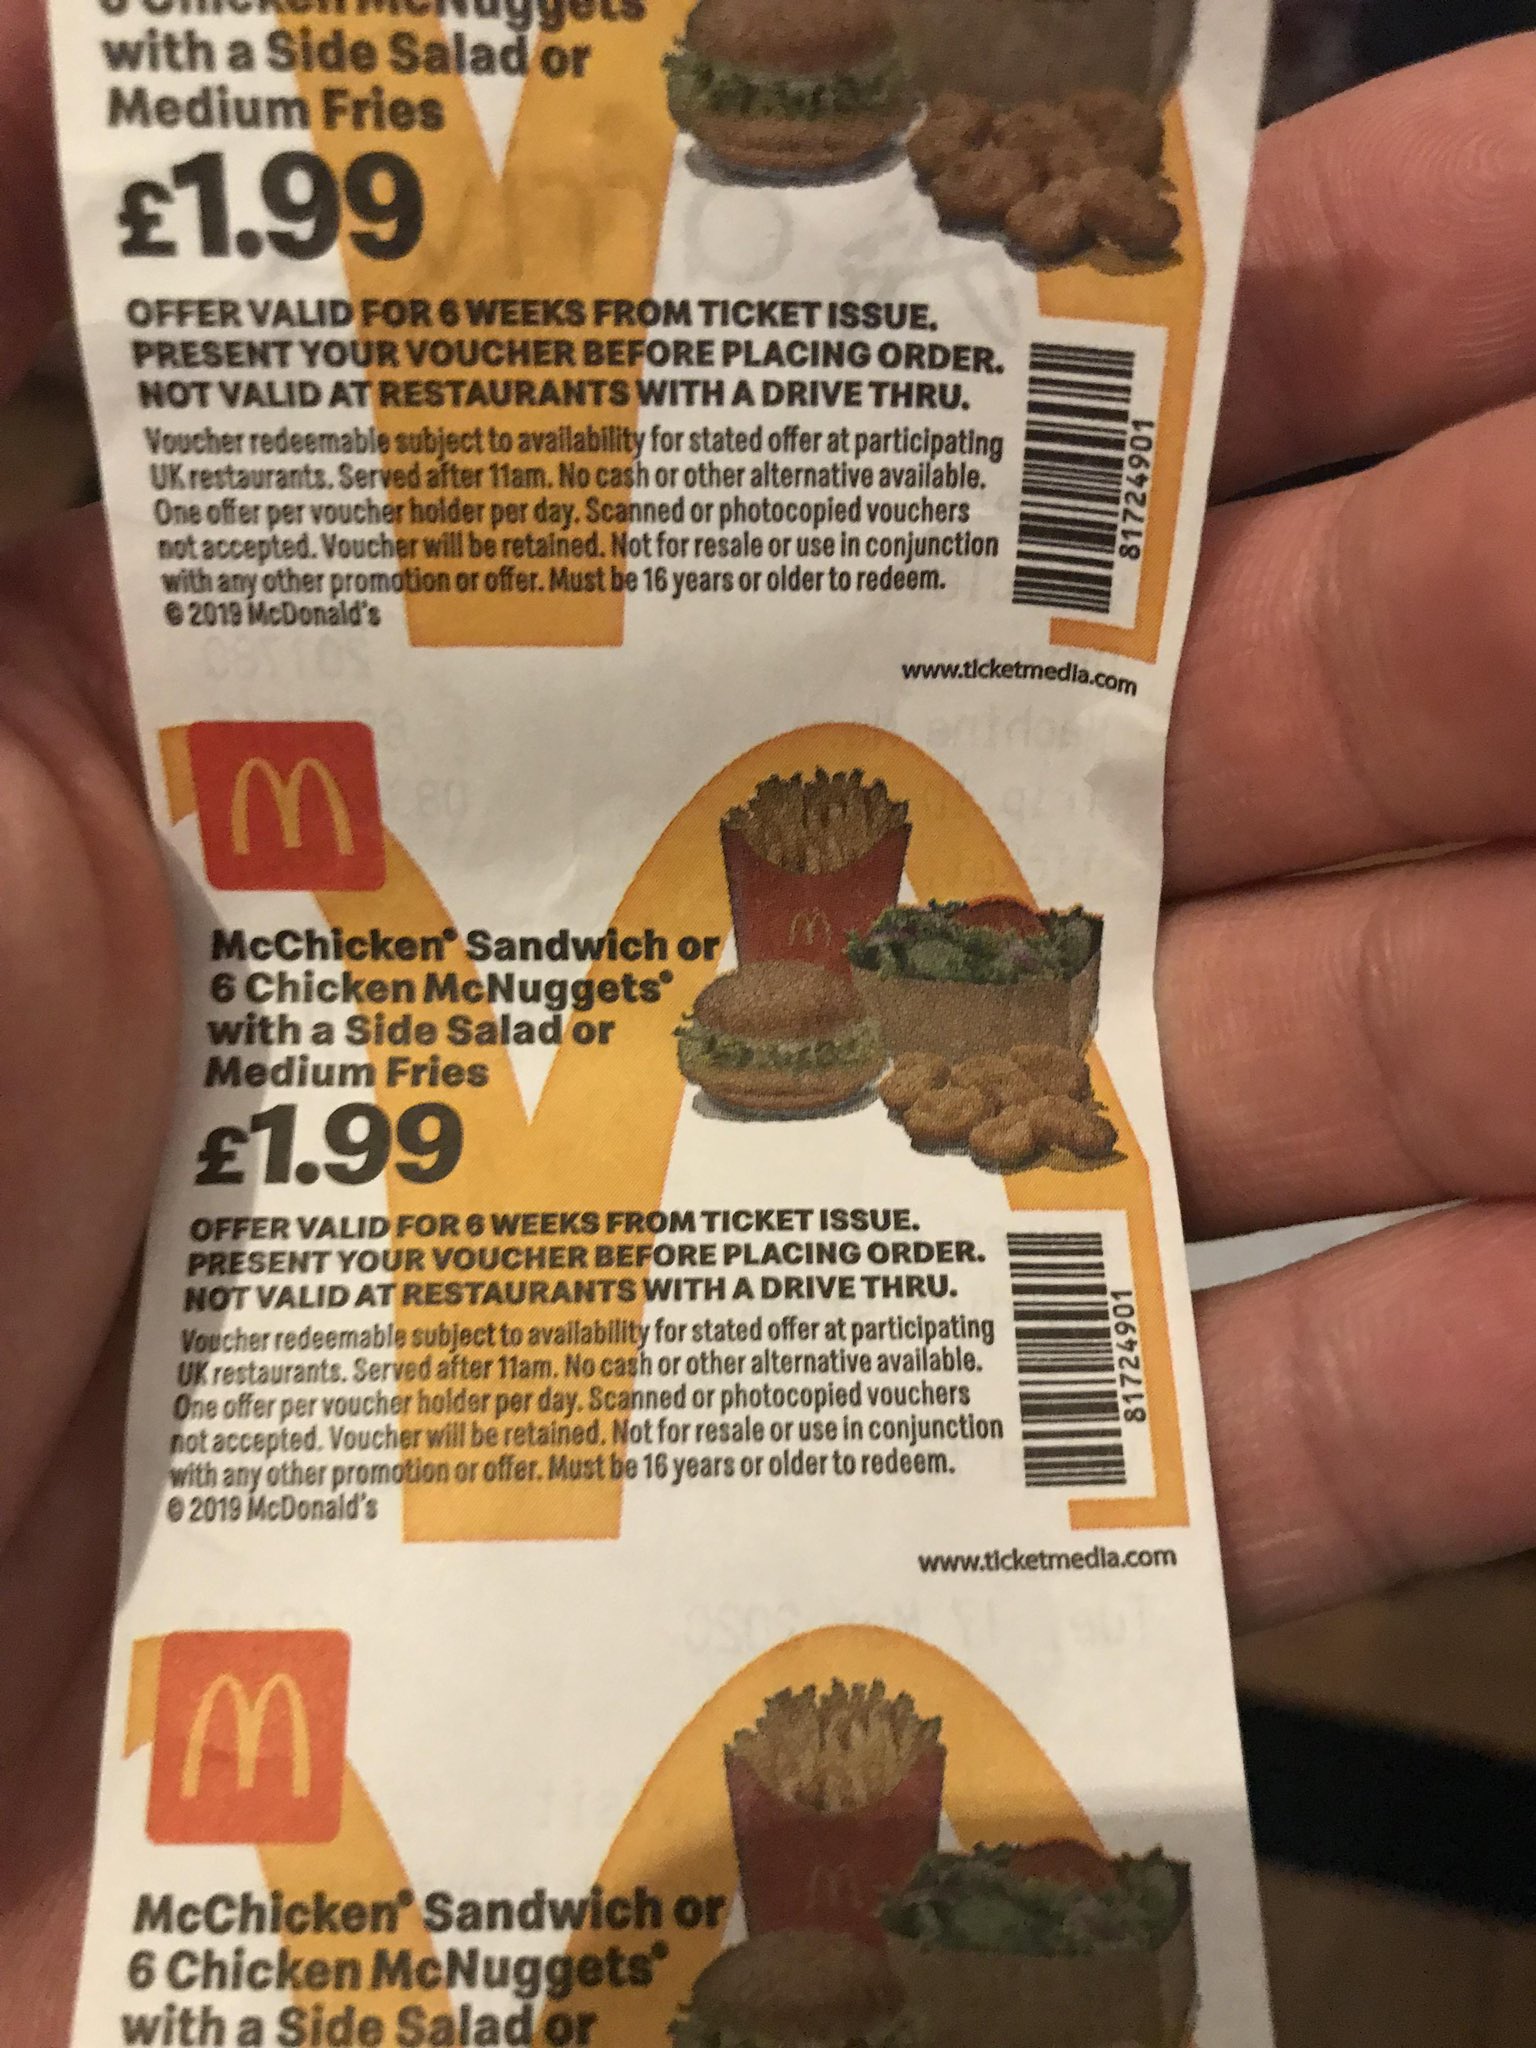 6 Chicken McNuggets
with a Side Salad or
Medium Fries
£1.99
OFFER VALID FOR 6 WEEKS FROM TICKET ISSUE.
PRESENT YOUR VOUCHER BEFORE PLACING ORDER.
NOT VALID AT RESTAURANTS WITH A DRIVE THRU.
Voucher redeemable subject to availability for stated offer at participating
UK restaurants. Served after 11am. No cash or other alternative available.
One offer per voucher holder per day. Scanned or photocopied vouchers
not accepted. Voucher will be retained. Not for resale or use in conjunction
with any other promotion or offer. Must be 16 years or older to redeem.
© 2019 McDonald's
81724901
www.ticketmedia.com
McChicken® Sandwich or
6 Chicken McNuggets®
with a Side Salad or
Medium Fries
£1.99
OFFER VALID FOR 6 WEEKS FROM TICKET ISSUE.
PRESENT YOUR VOUCHER BEFORE PLACING ORDER.
NOT VALID AT RESTAURANTS WITH A DRIVE THRU.
Voucher redeemable subject to availability for stated offer at participating
UK restaurants. Served after 11am. No cash or other alternative available.
One offer per voucher holder per day. Scanned or photocopied vouchers
not accepted. Voucher will be retained. Not for resale or use in conjunction
with any other promotion or offer. Must be 16 years or older to redeem.
© 2019 McDonald's
81724901
www.ticketmedia.com
McChicken® Sandwich or
6 Chicken McNuggets®
with a Side Salad or